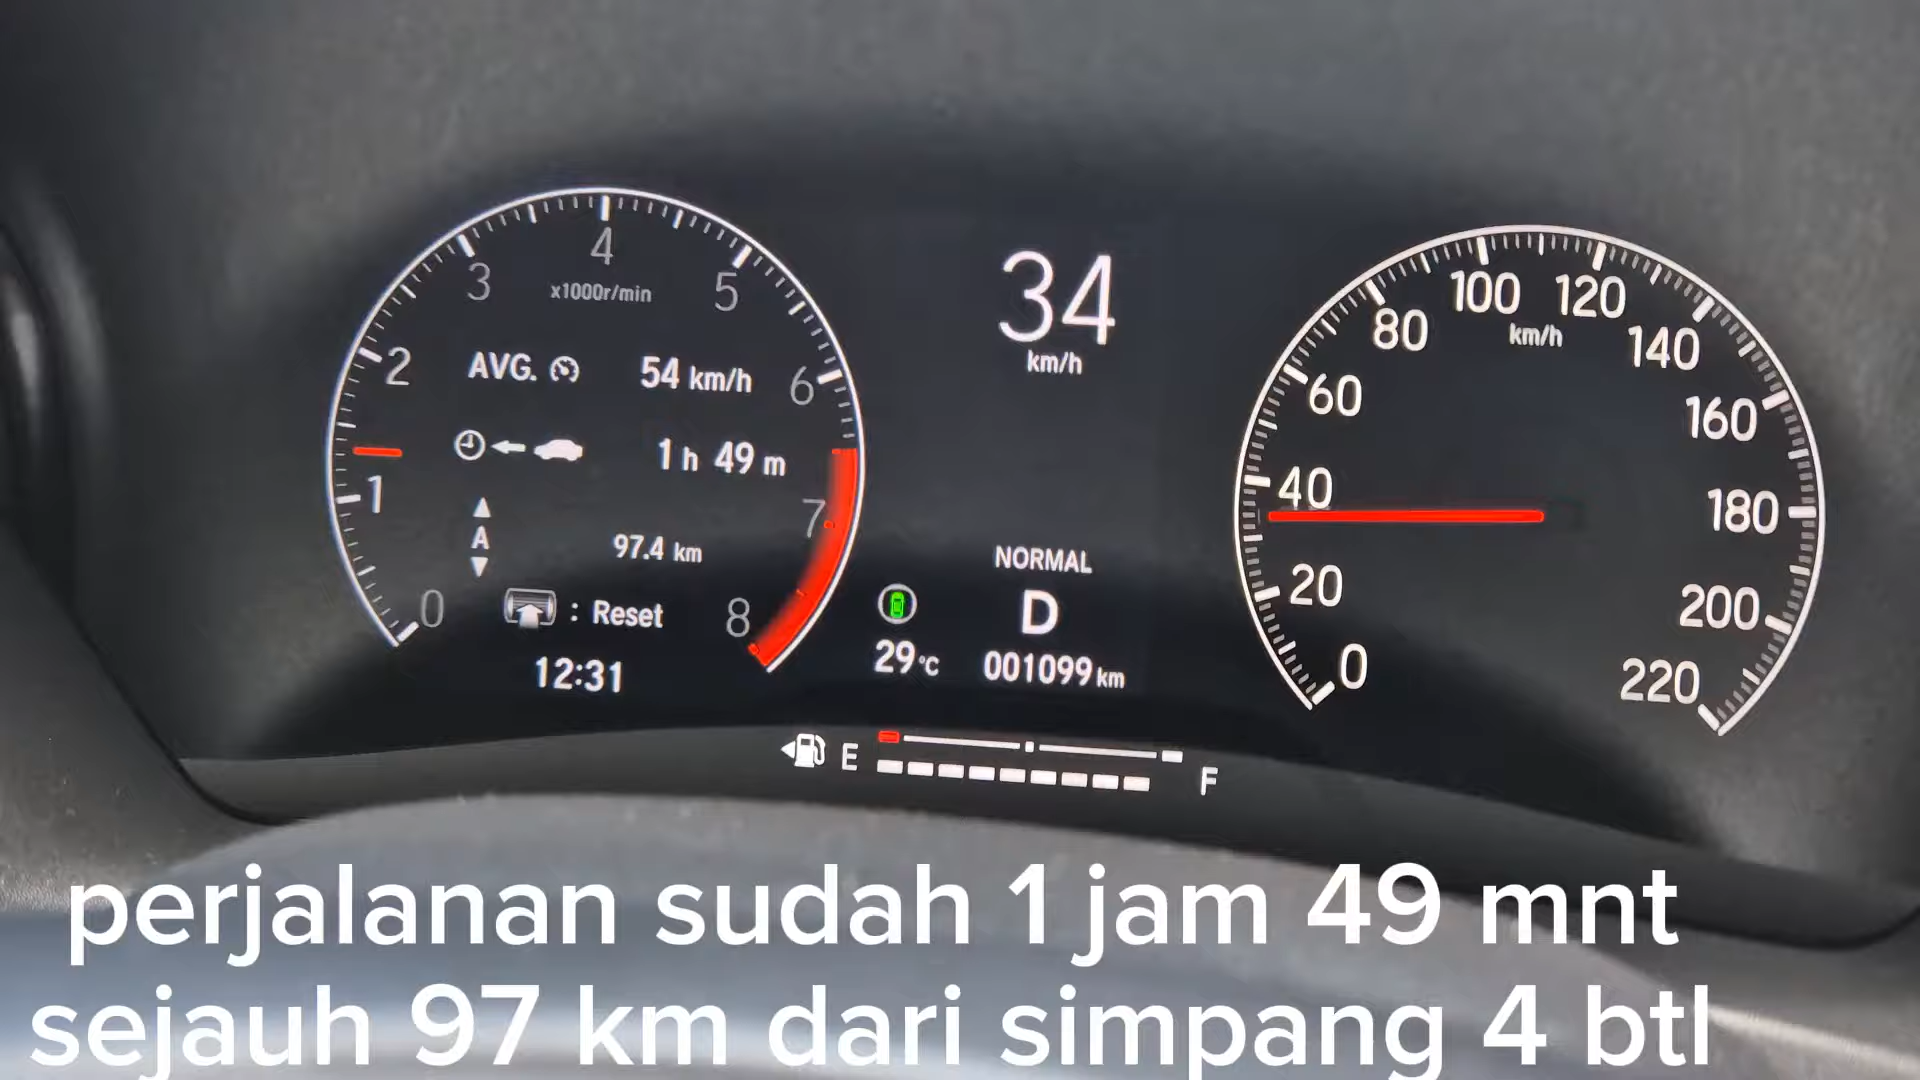 4
3
5
x1000r/min
2
6
AVG. 54 km/h
1 h 49 m
1
7
A
97.4 km
0
8
: Reset
12:31
34
km/h
NORMAL
D
29°C
001099 km
100
120
80
km/h
140
60
160
40
180
20
200
0
220
E
F
perjalanan sudah 1 jam 49 mnt
sejauh 97 km dari simpang 4 btl